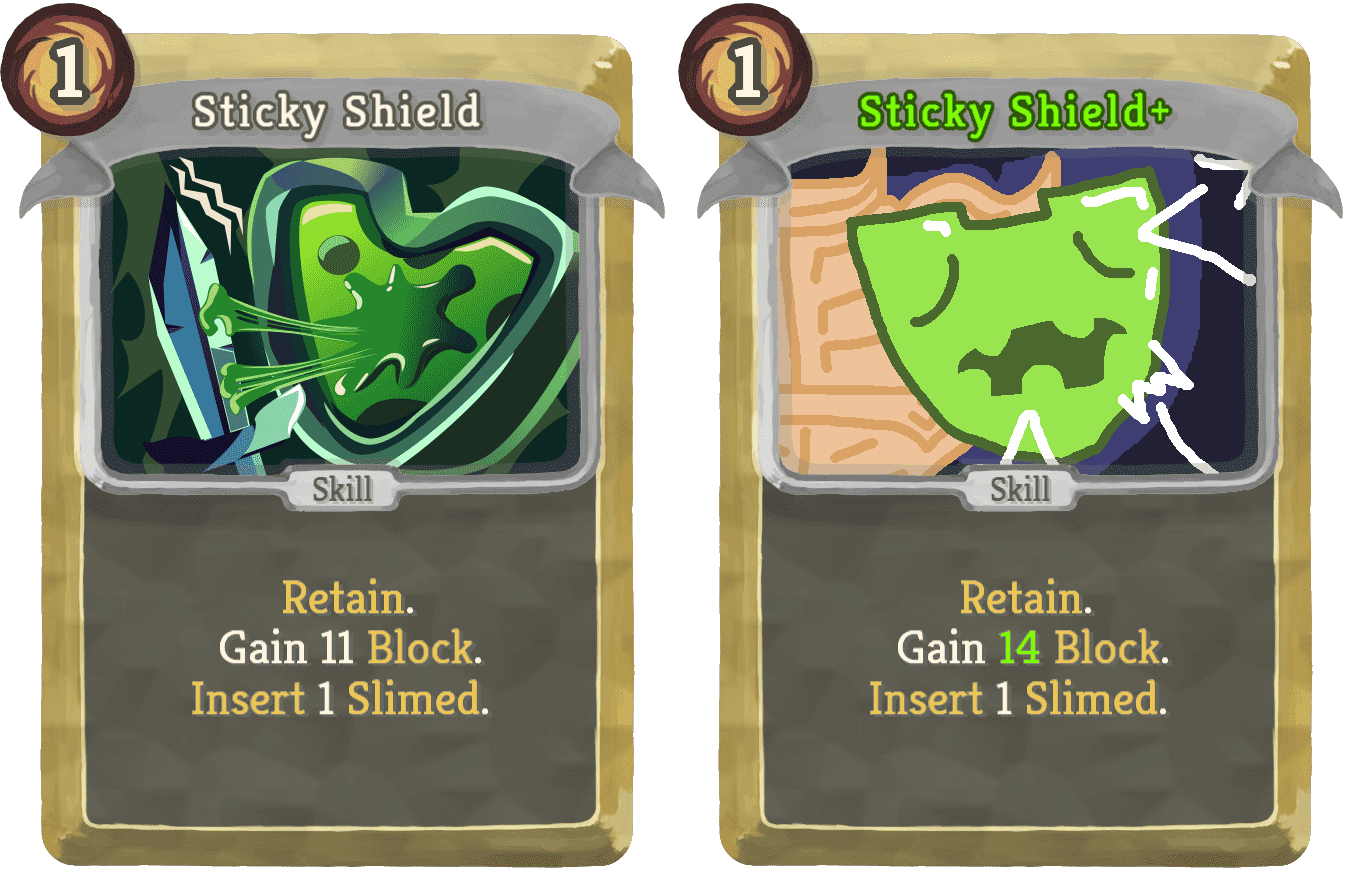 1
Sticky Shield
Skill
Retain.
Gain 11 Block.
Insert 1 Slimed.
1
Sticky Shield+
Skill
Retain.
Gain 14 Block.
Insert 1 Slimed.